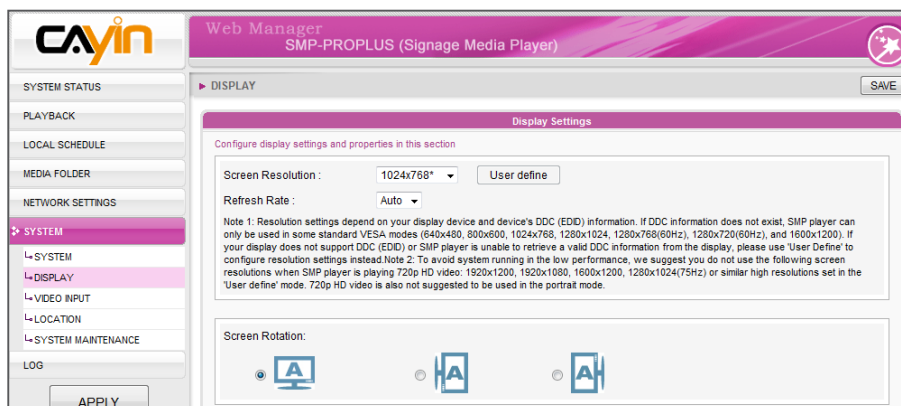 CAYIN
Web Manager
SMP-PROPLUS (Signage Media Player)
SYSTEM STATUS
PLAYBACK
LOCAL SCHEDULE
MEDIA FOLDER
NETWORK SETTINGS
SYSTEM
SYSTEM
DISPLAY
VIDEO INPUT
LOCATION
SYSTEM MAINTENANCE
LOG
APPLY
DISPLAY
SAVE
Display Settings
Configure display settings and properties in this section
Screen Resolution : 1024x768* User define
Refresh Rate : Auto
Note 1: Resolution settings depend on your display device and device's DDC (EDID) information. If DDC information does not exist, SMP player can
only be used in some standard VESA modes (640x480, 800x600, 1024x768, 1280x1024, 1280x768(60Hz), 1280x720(60Hz), and 1600x1200). If
your display does not support DDC (EDID) or SMP player is unable to retrieve a valid DDC information from the display, please use 'User Define' to
configure resolution settings instead.Note 2: To avoid system running in the low performance, we suggest you do not use the following screen
resolutions when SMP player is playing 720p HD video: 1920x1200, 1920x1080, 1600x1200, 1280x1024(75Hz) or similar high resolutions set in the
'User define' mode. 720p HD video is also not suggested to be used in the portrait mode.
Screen Rotation:
A A A